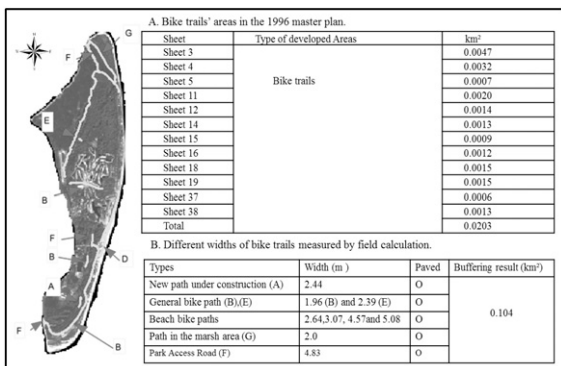 A. Bike trails' areas in the 1996 master plan.
Sheet Type of developed Areas km²
Sheet 3 0.0047
Sheet 4 0.0032
Sheet 5 Bike trails 0.0007
Sheet 11 0.0020
Sheet 12 0.0014
Sheet 14 0.0013
Sheet 15 0.0009
Sheet 16 0.0012
Sheet 18 0.0015
Sheet 19 0.0015
Sheet 37 0.0006
Sheet 38 0.0013
Total 0.0203
B. Different widths of bike trails measured by field calculation.
Types Width (m ) Paved Buffering result (km²)
New path under construction (A) 2.44 O
General bike path (B),(E) 1.96 (B) and 2.39 (E) O
Beach bike paths 2.64,3.07, 4.57and 5.08 O 0.104
Path in the marsh area (G) 2.0 O
Park Access Road (F) 4.83 O
G
F
E
B
F
D
B
A
F
B